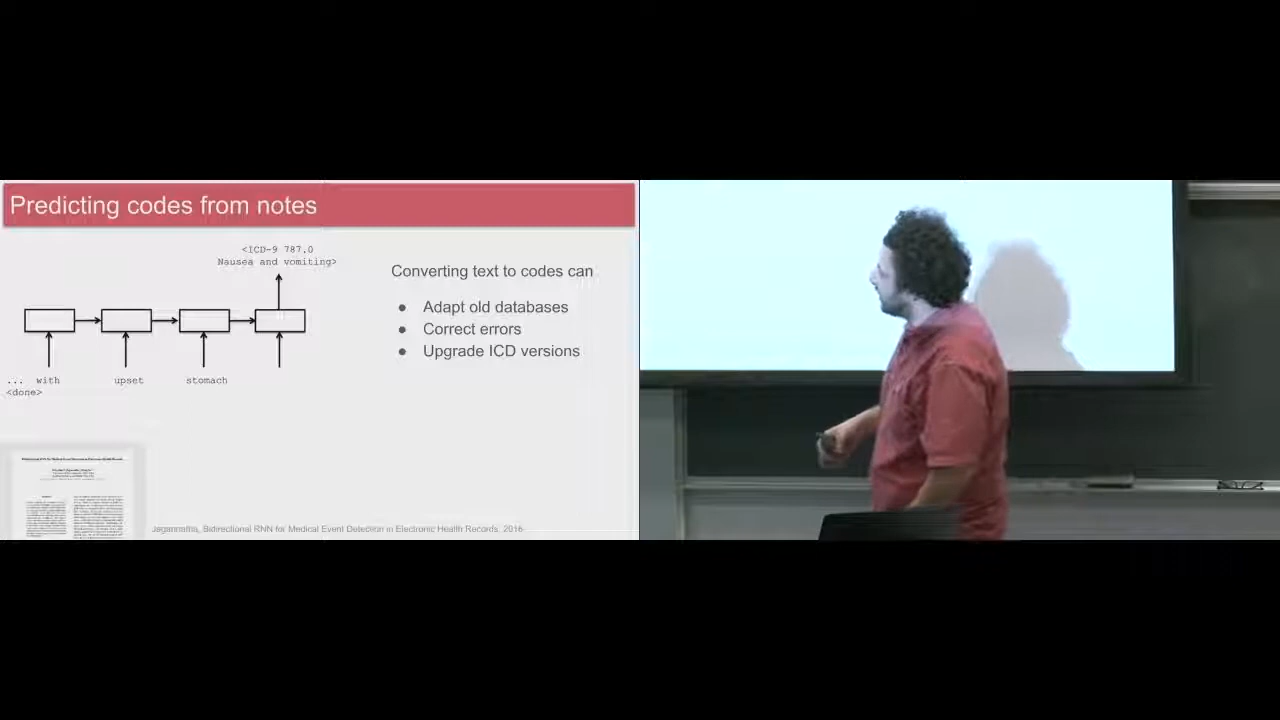 Predicting codes from notes
<ICD-9 787.0
Nausea and vomiting>
Converting text to codes can
● Adapt old databases
● Correct errors
● Upgrade ICD versions
... with upset stomach
<done>
Bidirectional RNN for Medical Event Detection in Electronic Health Records. 2016